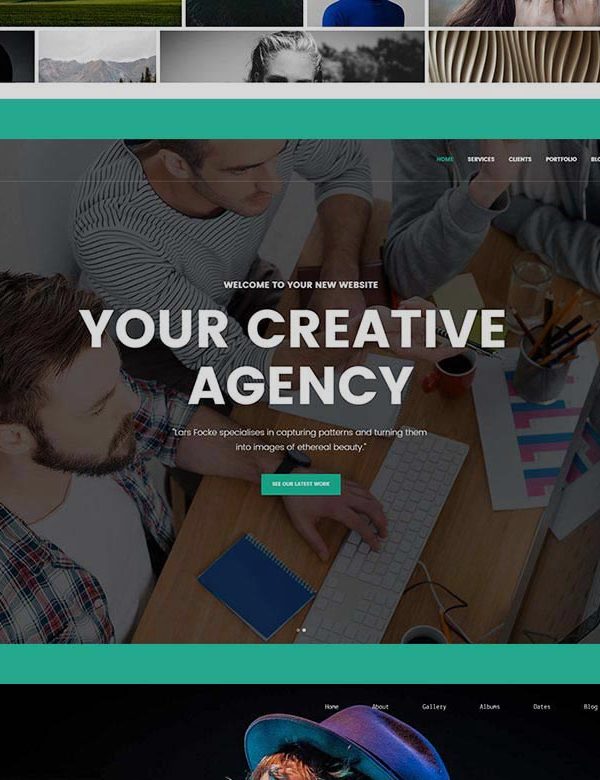 HOME SERVICES CLIENTS PORTFOLIO BLO
WELCOME TO YOUR NEW WEBSITE
YOUR CREATIVE
AGENCY
"Lars Focke specialises in capturing patterns and turning them
into images of ethereal beauty."
SEE OUR LATEST WORK
Home About Gallery Albums Dates Blog